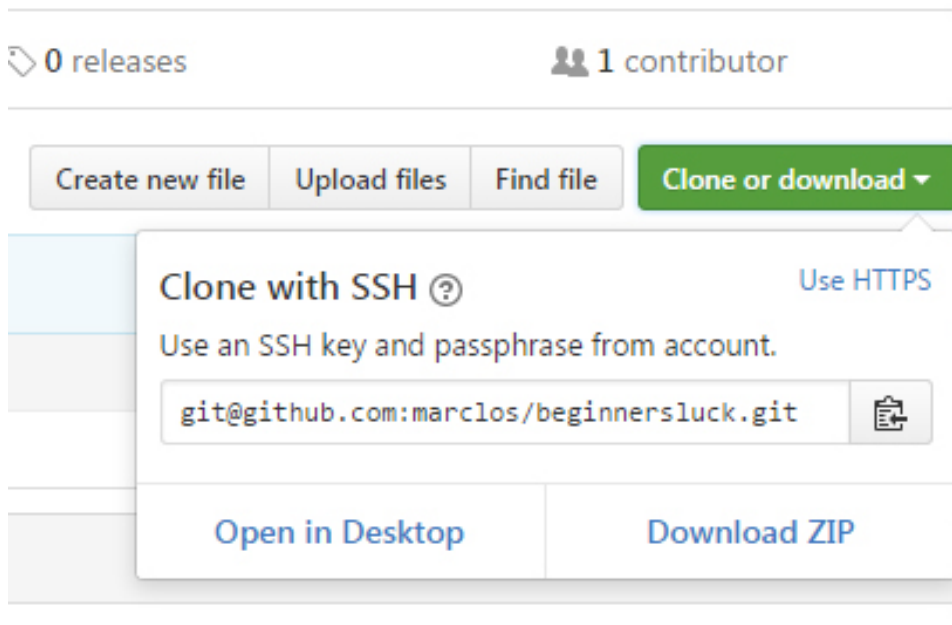 0 releases 1 contributor
Create new file Upload files Find file Clone or download
Clone with SSH ? Use HTTPS
Use an SSH key and passphrase from account.
git@github.com:marclos/beginnersluck.git
Open in Desktop Download ZIP